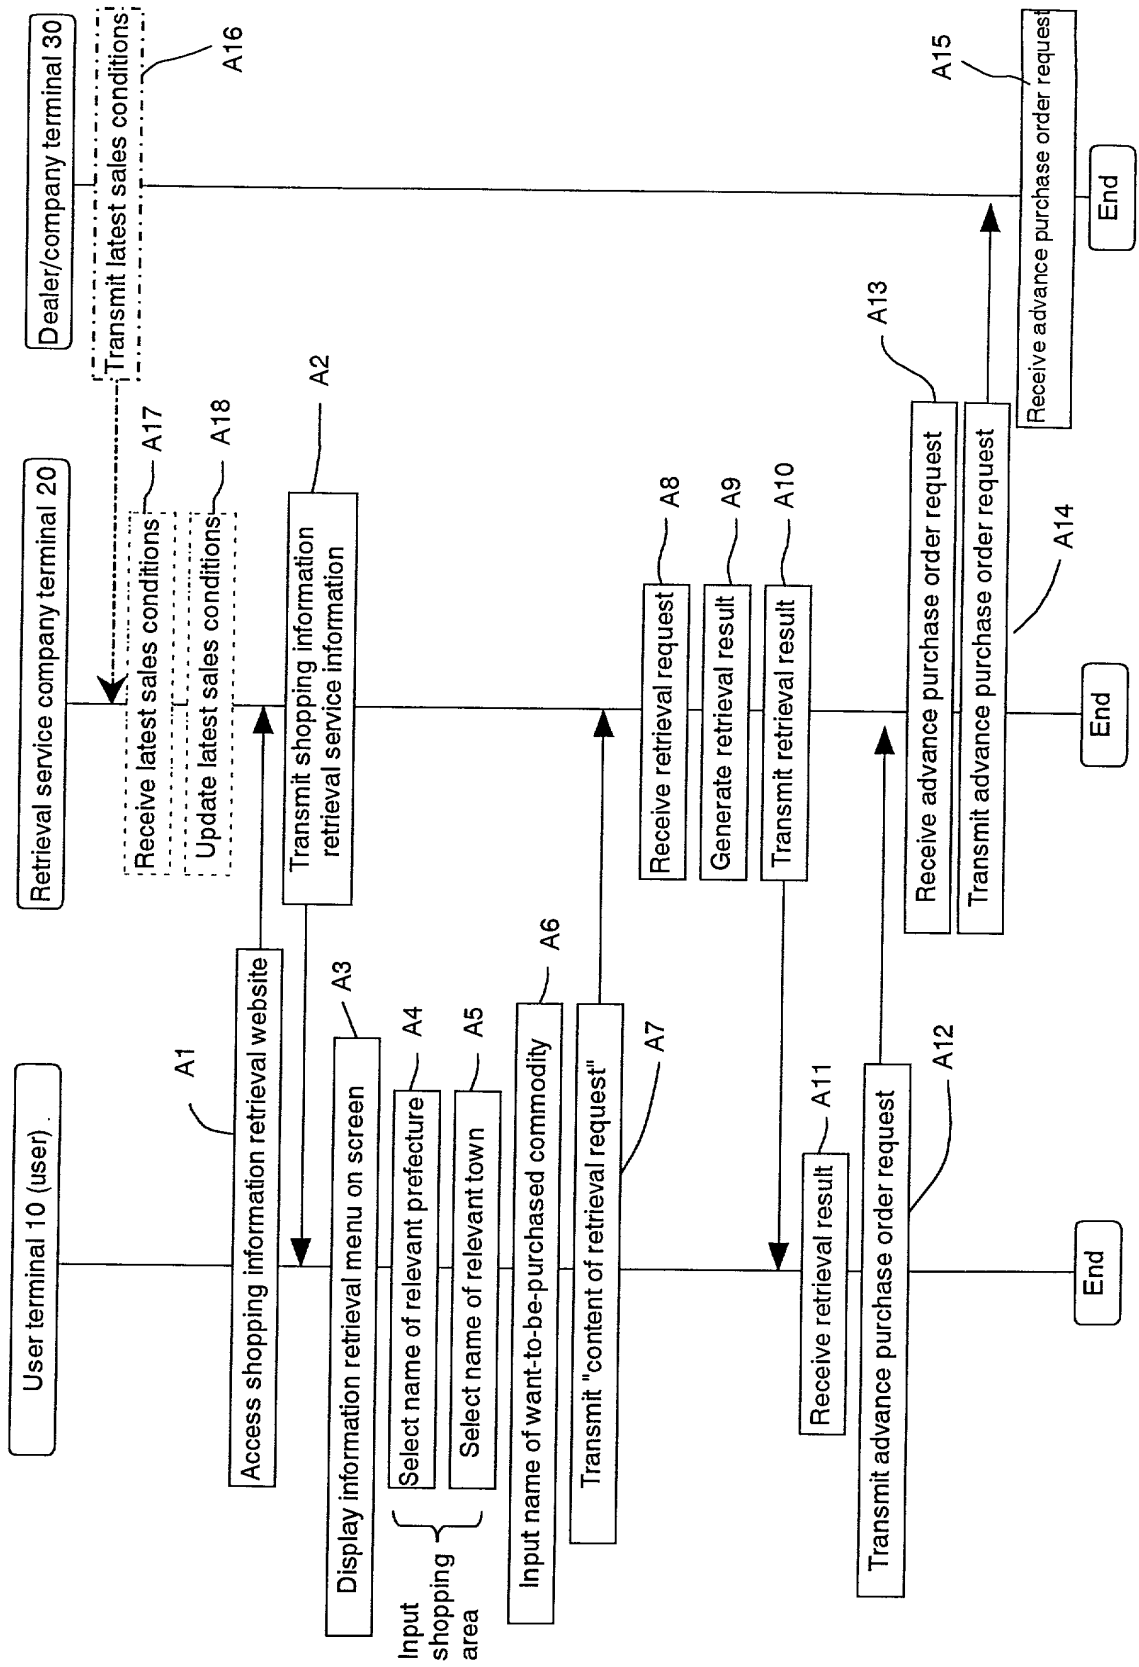 User terminal 10 (user)
Retrieval service company terminal 20
Dealer/company terminal 30
Transmit latest sales conditions
A16
Receive latest sales conditions
A17
Update latest sales conditions
A18
A1
Access shopping information retrieval website
Transmit shopping information
retrieval service information
A2
Display information retrieval menu on screen
A3
Input
shopping
area
Select name of relevant prefecture
A4
Select name of relevant town
A5
Input name of want-to-be-purchased commodity
A6
Transmit "content of retrieval request"
A7
Receive retrieval request
A8
Generate retrieval result
A9
Transmit retrieval result
A10
Receive retrieval result
A11
Transmit advance purchase order request
A12
Receive advance purchase order request
A13
Transmit advance purchase order request
A14
Receive advance purchase order request
A15
End
End
End